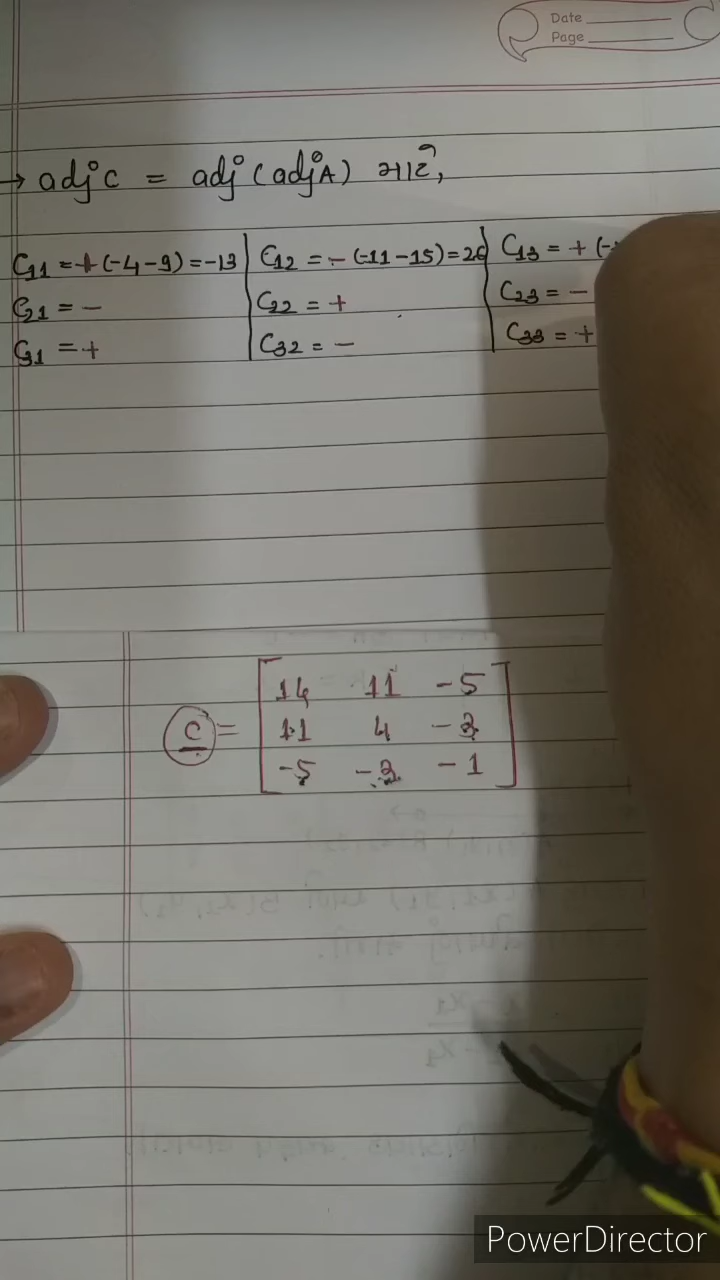 Date
Page
→ adj C = adj (adj A) માટે,
C11 = + (-4-9) = -13 | C12 = - (-11-15) = 26 | C13 = + (-
C21 = - | C22 = + | C23 = -
C31 = + | C32 = - | C33 = +
C = [ 14 11 -5
11 4 -3
-5 -3 -1 ]
PowerDirector